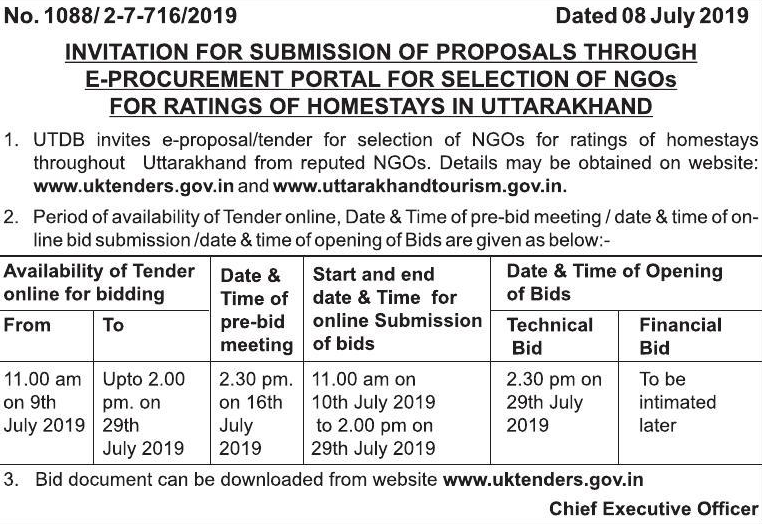 No. 1088/ 2-7-716/2019 Dated 08 July 2019
INVITATION FOR SUBMISSION OF PROPOSALS THROUGH
E-PROCUREMENT PORTAL FOR SELECTION OF NGOs
FOR RATINGS OF HOMESTAYS IN UTTARAKHAND
1. UTDB invites e-proposal/tender for selection of NGOs for ratings of homestays
throughout Uttarakhand from reputed NGOs. Details may be obtained on website:
www.uktenders.gov.in and www.uttarakhandtourism.gov.in.
2. Period of availability of Tender online, Date & Time of pre-bid meeting / date & time of on-
line bid submission /date & time of opening of Bids are given as below:-
Availability of Tender
online for bidding
From
To
Date &
Time of
pre-bid
meeting
Start and end
date & Time for
online Submission
of bids
Date & Time of Opening
of Bids
Technical
Bid
Financial
Bid
11.00 am
on 9th
July 2019
Upto 2.00
pm. on
29th
July 2019
2.30 pm.
on 16th
July
2019
11.00 am on
10th July 2019
to 2.00 pm on
29th July 2019
2.30 pm on
29th July
2019
To be
intimated
later
3. Bid document can be downloaded from website www.uktenders.gov.in
Chief Executive Officer